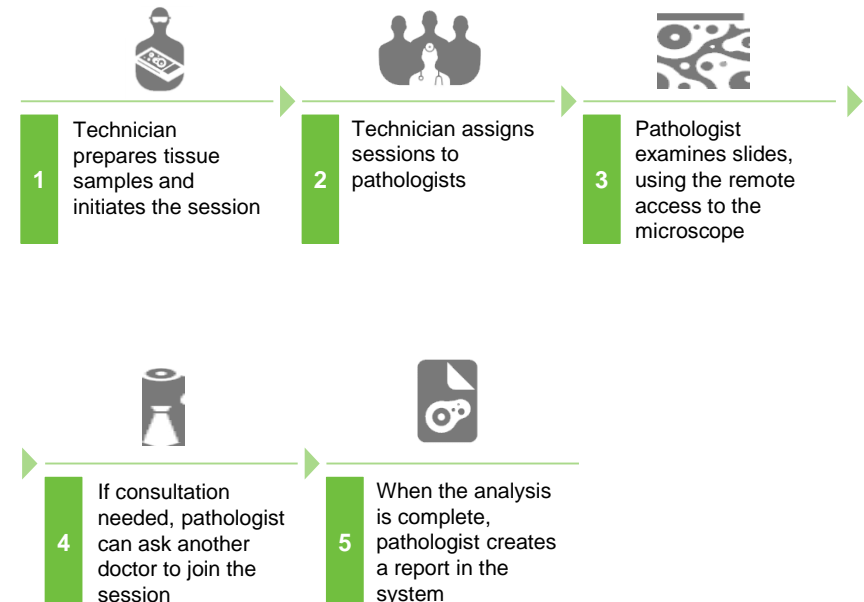 1
Technician
prepares tissue
samples and
initiates the session
2
Technician assigns
sessions to
pathologists
3
Pathologist
examines slides,
using the remote
access to the
microscope
4
If consultation
needed, pathologist
can ask another
doctor to join the
session
5
When the analysis
is complete,
pathologist creates
a report in the
system